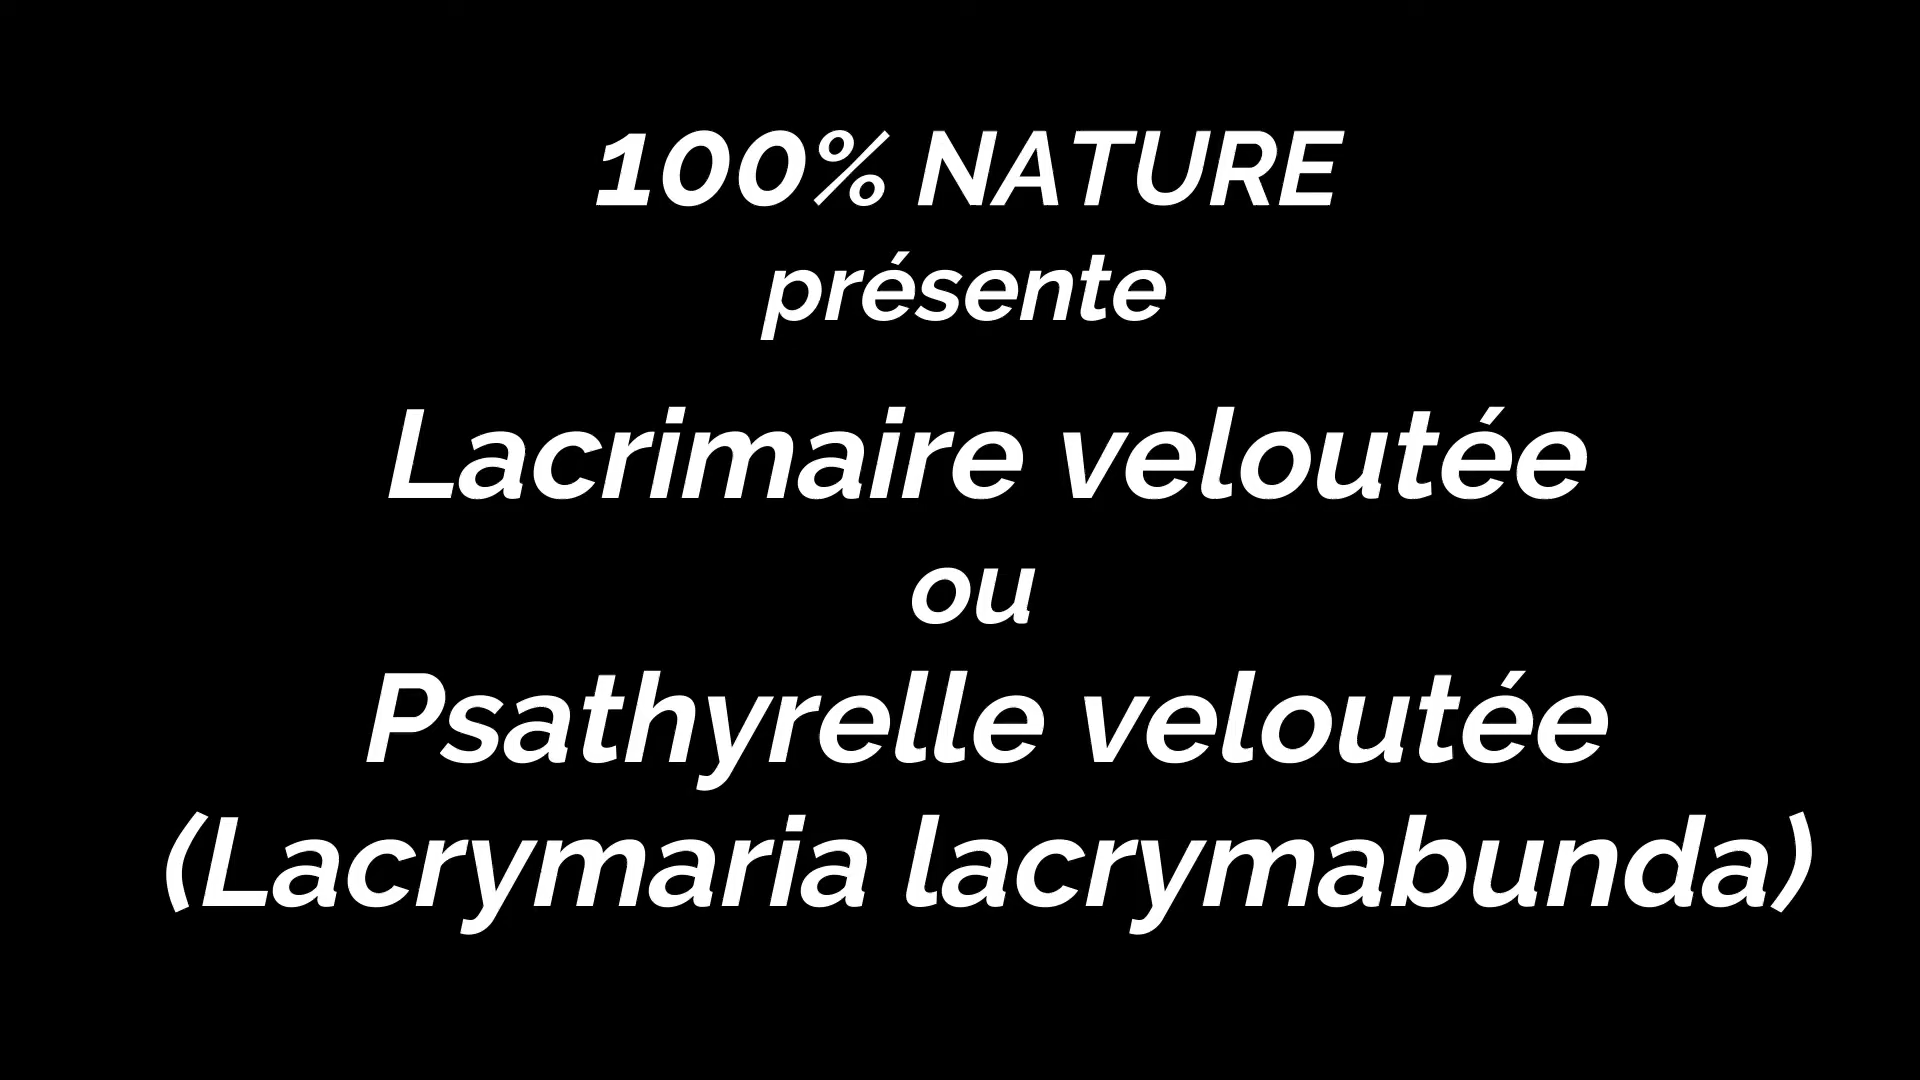 100% NATURE
présente
Lacrimaire veloutée
ou
Psathyrelle veloutée
(Lacrymaria lacrymabunda)